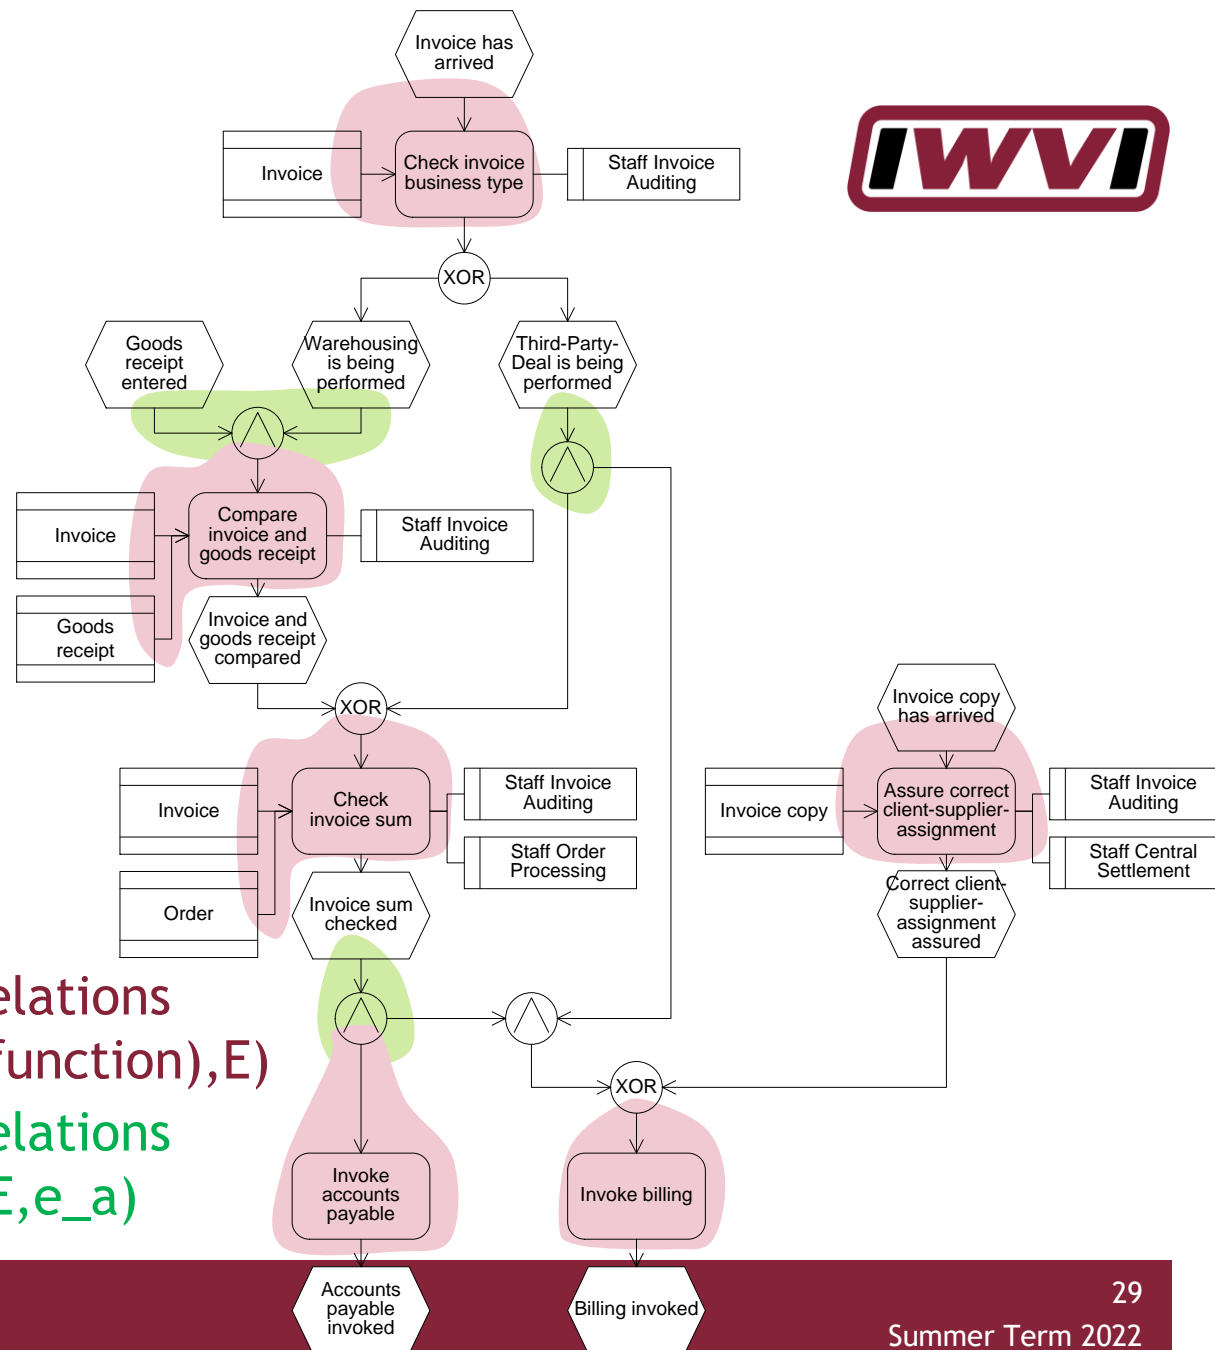 Invoice has
arrived
IWVI
Invoice
Check invoice
business type
Staff Invoice
Auditing
XOR
Goods
receipt
entered
Warehousing
is being
performed
Third-Party-
Deal is being
performed
Invoice
Compare
invoice and
goods receipt
Staff Invoice
Auditing
Goods
receipt
Invoice and
goods receipt
compared
XOR
Invoice copy
has arrived
Invoice
Check
invoice sum
Staff Invoice
Auditing
Staff Order
Processing
Invoice copy
Assure correct
client-supplier-
assignment
Staff Invoice
Auditing
Staff Central
Settlement
Order
Invoice sum
checked
Correct client-
supplier-
assignment
assured
elations
function),E)
XOR
elations
E,e_a)
Invoke
accounts
payable
Invoke billing
Accounts
payable
invoked
Billing invoked
29
Summer Term 2022